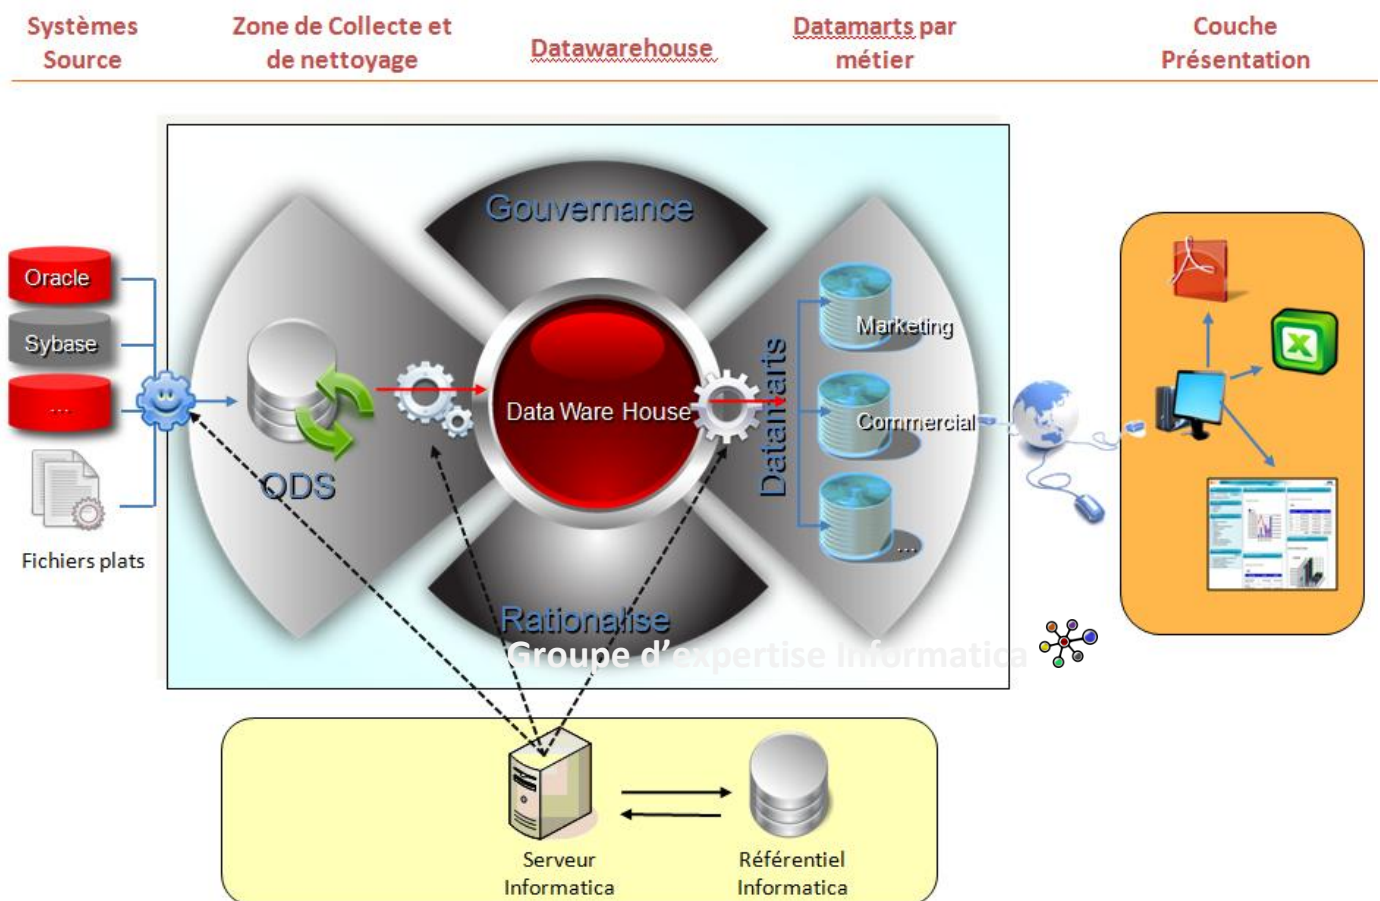 Systèmes
Source
Zone de Collecte et
de nettoyage
Datawarehouse
Datamarts par
métier
Couche
Présentation
Gouvernance
Oracle
Sybase
...
Fichiers plats
ODS
Data Ware House
Datamarts
Marketing
Commercial
...
Rationalise
Groupe d'expertise Informatica
Serveur
Informatica
Référentiel
Informatica